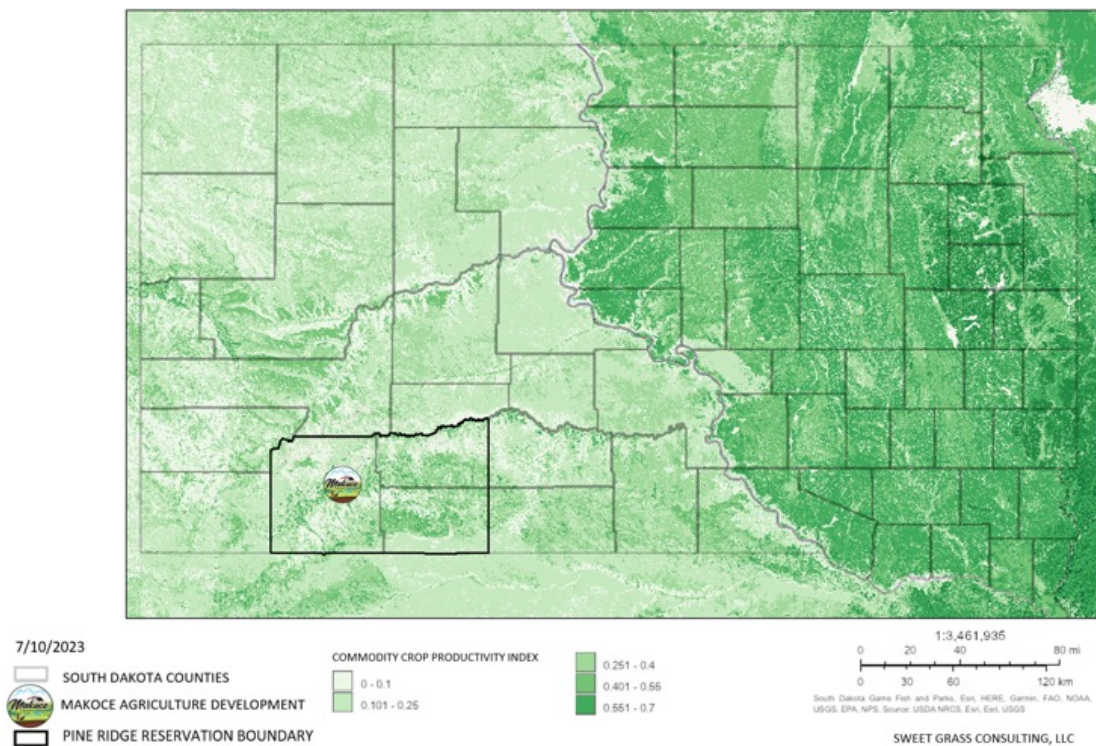 Makoce
7/10/2023
SOUTH DAKOTA COUNTIES
Makoce
MAKOCE AGRICULTURE DEVELOPMENT
PINE RIDGE RESERVATION BOUNDARY
COMMODITY CROP PRODUCTIVITY INDEX
0 - 0.1
0.101 - 0.25
0.251 - 0.4
0.401 - 0.55
0.551 - 0.7
1:3,461,935
0 20 40 80 mi
0 30 60 120 km
South Dakota Game Fish and Parks, Esri, HERE, Garmin, FAO, NOAA,
USGS, EPA, NPS. Source: USDA NRCS, Esri, Esri, USGS
SWEET GRASS CONSULTING, LLC